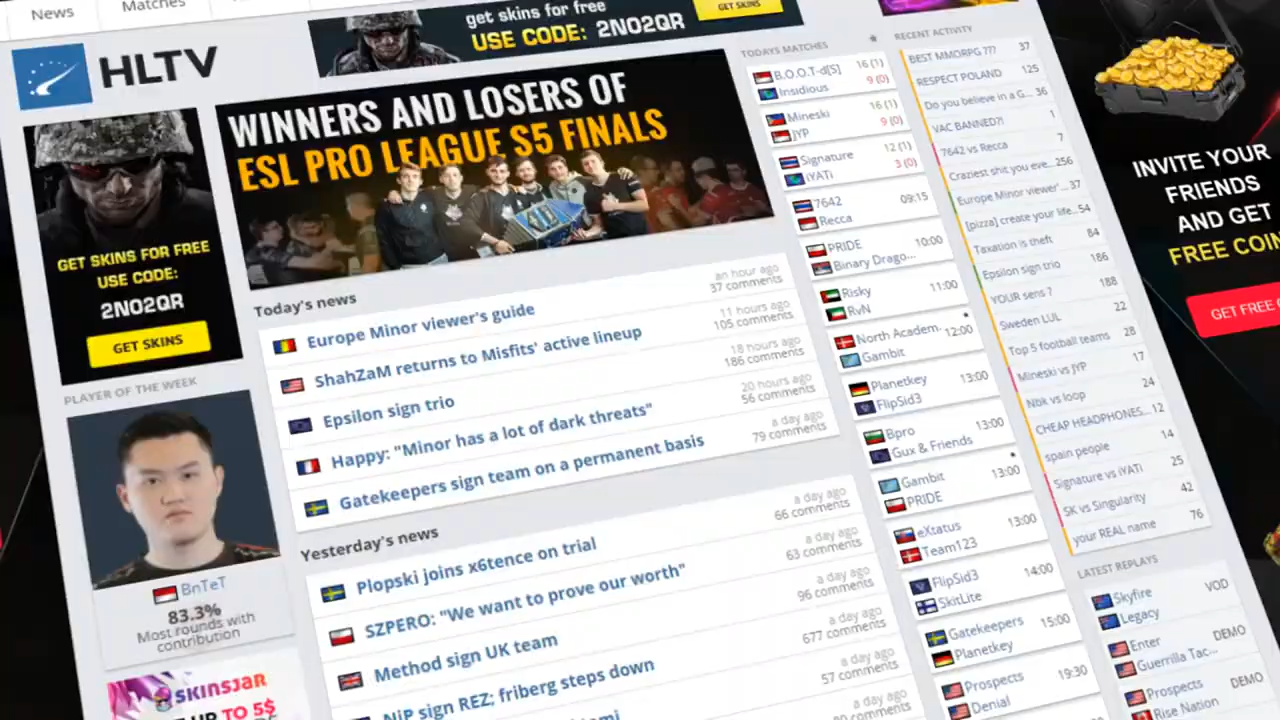 News
Matches
HLTV
get skins for free
USE CODE: 2NO2QR
GET SKINS
GET SKINS FOR FREE
USE CODE:
2NO2QR
GET SKINS
PLAYER OF THE WEEK
BnTeT
83.3%
Most rounds with
contribution
SKINSJAR
UP TO 5$
WINNERS AND LOSERS OF
ESL PRO LEAGUE S5 FINALS
Today's news
an hour ago
Europe Minor viewer's guide
37 comments
11 hours ago
ShahZaM returns to Misfits' active lineup
105 comments
18 hours ago
Epsilon sign trio
186 comments
20 hours ago
Happy: "Minor has a lot of dark threats"
56 comments
a day ago
Gatekeepers sign team on a permanent basis
79 comments
Yesterday's news
a day ago
Plopski joins x6tence on trial
66 comments
a day ago
SZPERO: "We want to prove our worth"
63 comments
a day ago
Method sign UK team
96 comments
a day ago
NiP sign REZ; friberg steps down
677 comments
a day ago
57 comments
a day ago
TODAYS MATCHES
B.O.O.T-d[S] 16 (1)
Insidious 9 (0)
Mineski 16 (1)
JYP 9 (0)
Signature 12 (1)
iYATi 3 (0)
7642
Recca 09:15
PRIDE
Binary Drago... 10:00
Risky
RvN 11:00
North Academ.
Gambit 12:00
Planetkey
FlipSid3 13:00
Bpro
Gux & Friends 13:00
Gambit
PRIDE 13:00
eXtatus
Team123 13:00
FlipSid3
SkitLite 14:00
Gatekeepers
Planetkey 15:00
Prospects
Denial 19:30
RECENT ACTIVITY
BEST MMORPG ??? 37
RESPECT POLAND 125
Do you believe in a G... 36
VAC BANNED?! 1
7642 vs Recca 7
Craziest shit you eve... 256
Europe Minor viewer'... 37
[pizza] create your life... 54
Taxation is theft 84
Epsilon sign trio 186
YOUR sens ? 188
Sweden LUL 22
Top 5 football teams 28
Mineski vs JYP 17
Nbk vs loop 24
CHEAP HEADPHONES... 12
spain people 14
Signature vs iYATi 25
SK vs Singularity 42
your REAL name 76
LATEST REPLAYS
Skyfire
Legacy VOD
Enter
Guerrilla Tac... DEMO
Prospects
Rise Nation DEMO
INVITE YOUR
FRIENDS
AND GET
FREE COIN
GET FREE